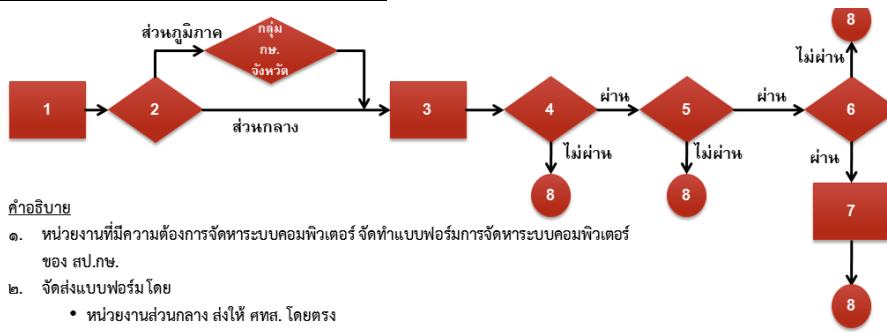 8
ส่วนภูมิภาค
กลุ่ม
กษ.
จังหวัด
ไม่ผ่าน
1
2
3
4
ผ่าน
5
ผ่าน
6
ส่วนกลาง
ไม่ผ่าน
ไม่ผ่าน
ผ่าน
8
8
7
คำอธิบาย
๑. หน่วยงานที่มีความต้องการจัดหาระบบคอมพิวเตอร์ จัดทำแบบฟอร์มการจัดหาระบบคอมพิวเตอร์
ของ สป.กษ.
๒. จัดส่งแบบฟอร์ม โดย
• หน่วยงานส่วนกลาง ส่งให้ ศทส. โดยตรง
8